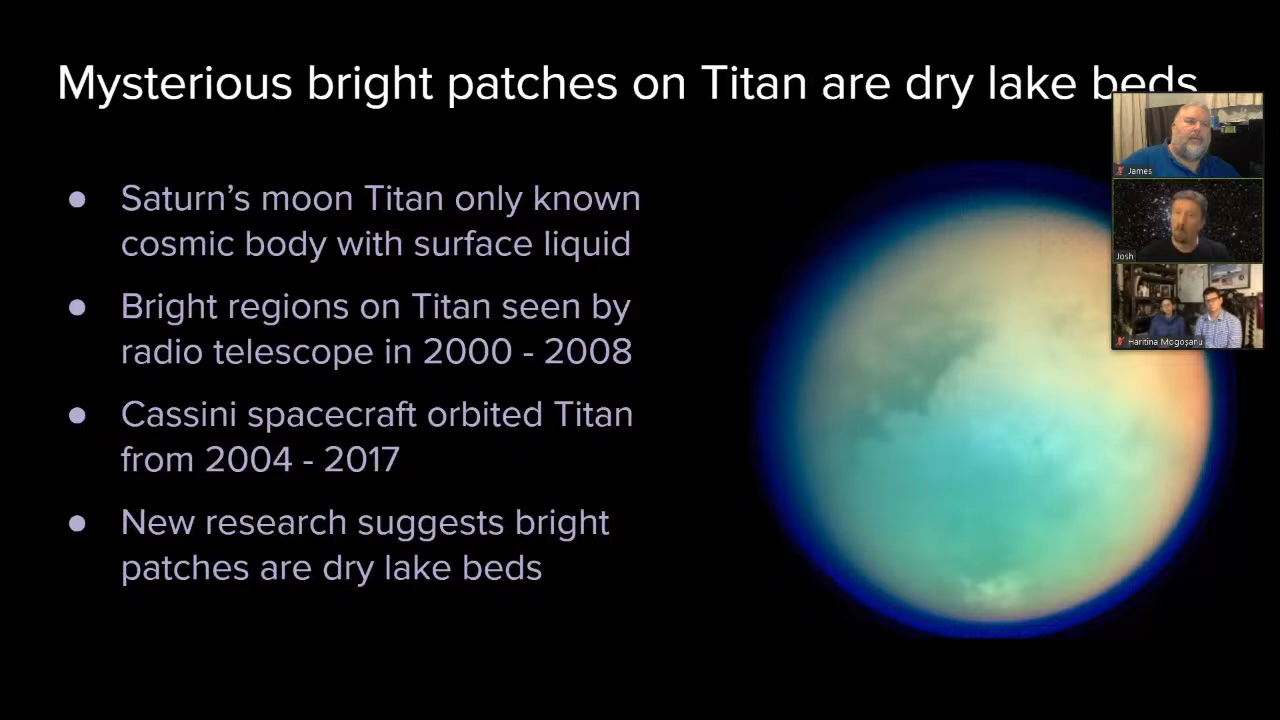 Mysterious bright patches on Titan are dry lake beds
● Saturn’s moon Titan only known
cosmic body with surface liquid
● Bright regions on Titan seen by
radio telescope in 2000 - 2008
● Cassini spacecraft orbited Titan
from 2004 - 2017
● New research suggests bright
patches are dry lake beds
James
Josh
Haritina Mogoșanu